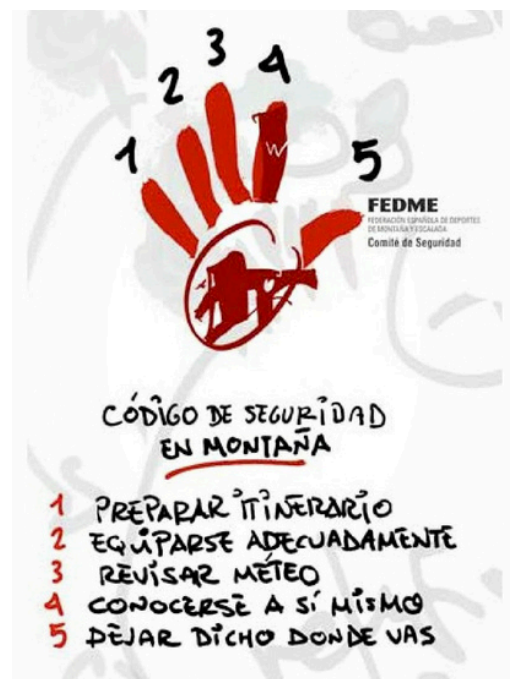 1
2
3
4
5
FEDME
FEDERACIÓN ESPAÑOLA DE DEPORTES
DE MONTAÑA Y ESCALADA
Comité de Seguridad
CÓDIGO DE SEGURIDAD
EN MONTAÑA
1 PREPARAR ITINERARIO
2 EQUIPARSE ADECUADAMENTE
3 REVISAR MÉTEO
4 CONOCERSE A SÍ MISMO
5 DEJAR DICHO DONDE VAS